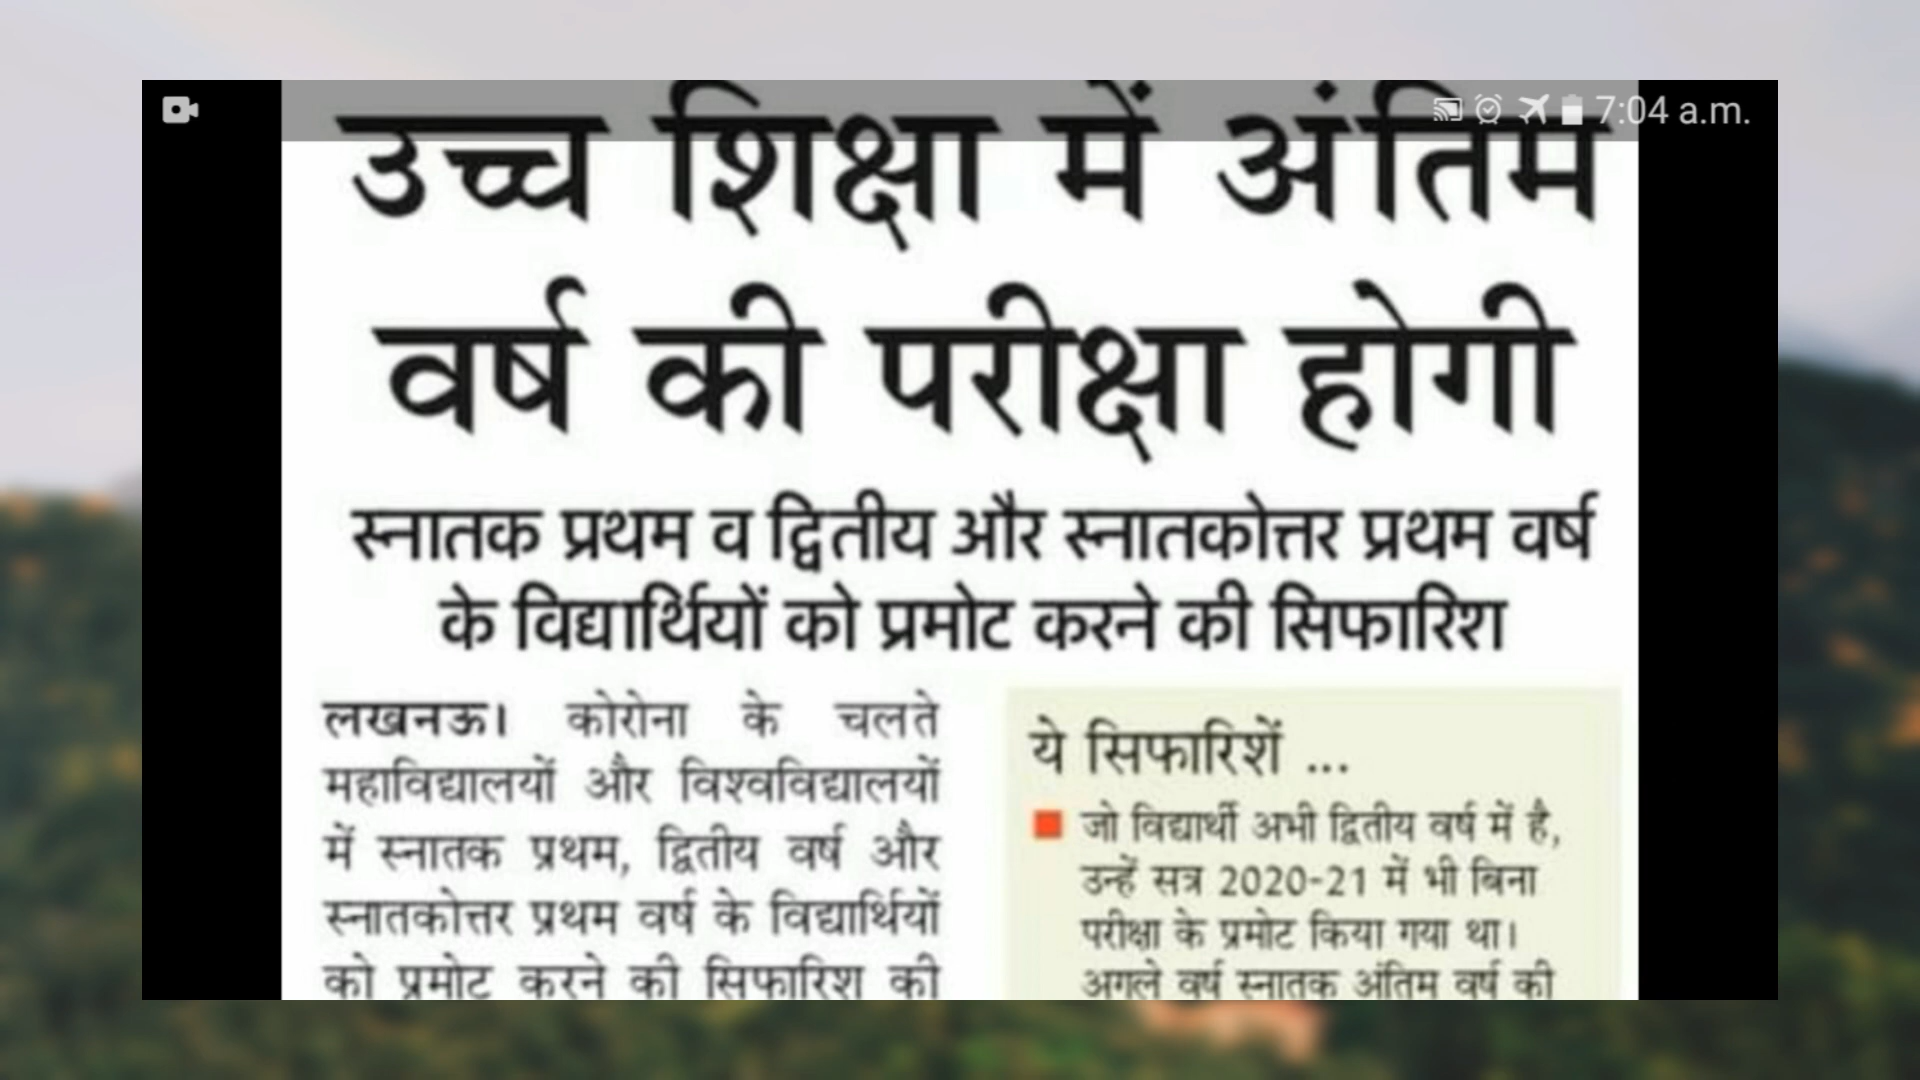 7:04 a.m.
उच्च शिक्षा में अंतिम
वर्ष की परीक्षा होगी
स्नातक प्रथम व द्वितीय और स्नातकोत्तर प्रथम वर्ष
के विद्यार्थियों को प्रमोट करने की सिफारिश
लखनऊ। कोरोना के चलते
महाविद्यालयों और विश्वविद्यालयों
में स्नातक प्रथम, द्वितीय वर्ष और
स्नातकोत्तर प्रथम वर्ष के विद्यार्थियों
को प्रमोट करने की सिफारिश की
ये सिफारिशें ...
जो विद्यार्थी अभी द्वितीय वर्ष में है,
उन्हें सत्र 2020-21 में भी बिना
परीक्षा के प्रमोट किया गया था।
अगले वर्ष स्नातक अंतिम वर्ष की